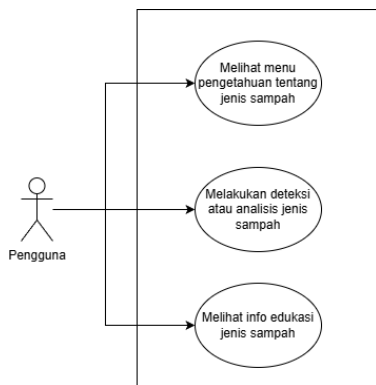 Melihat menu
pengetahuan tentang
jenis sampah
Melakukan deteksi
atau analisis jenis
sampah
Pengguna
Melihat info edukasi
jenis sampah